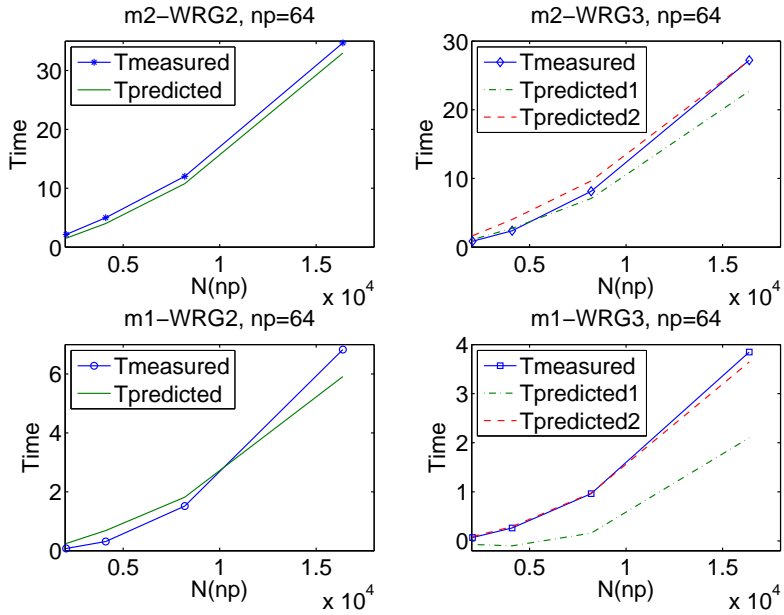 m2-WRG2, np=64
30
20
10
0
Time
Tmeasured
Tpredicted
0.5
1
1.5
N(np)
x 10^4
m2-WRG3, np=64
30
20
10
0
Time
Tmeasured
Tpredicted1
Tpredicted2
0.5
1
1.5
N(np)
x 10^4
m1-WRG2, np=64
6
4
2
0
Time
Tmeasured
Tpredicted
0.5
1
1.5
N(np)
x 10^4
m1-WRG3, np=64
4
3
2
1
0
Time
Tmeasured
Tpredicted1
Tpredicted2
0.5
1
1.5
N(np)
x 10^4